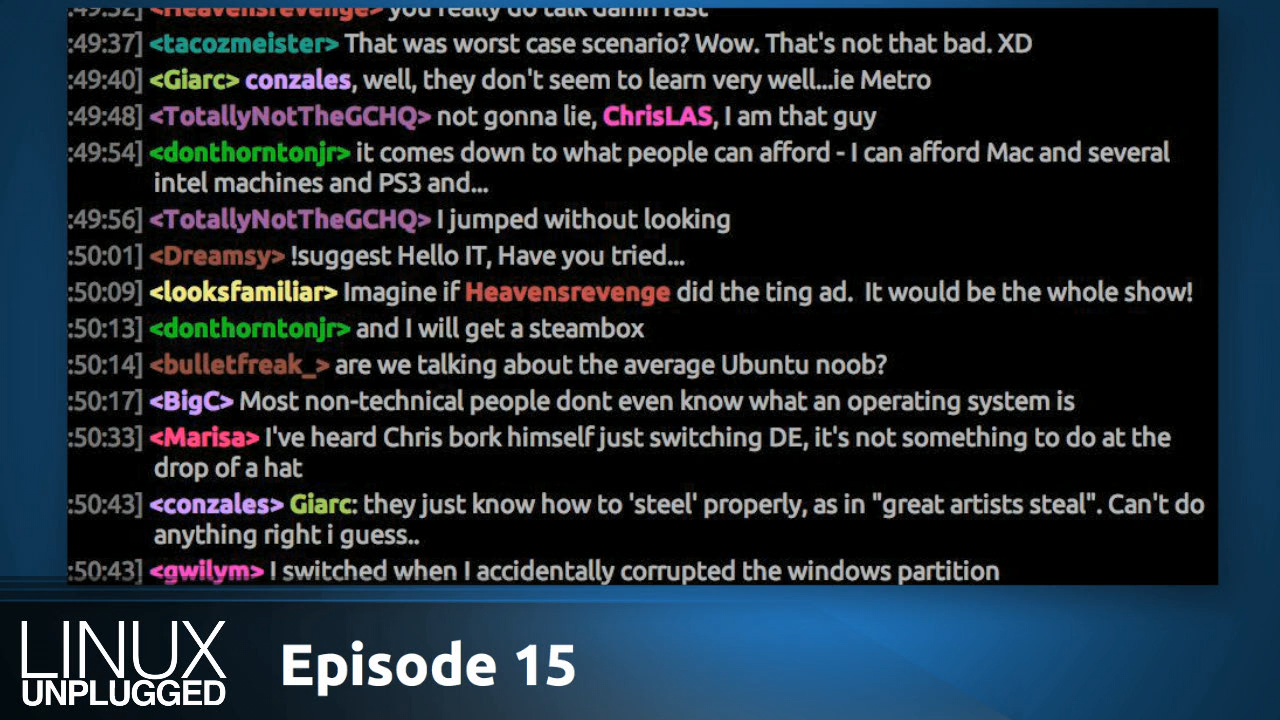 :49:52] <Heavensrevenge> you really do talk damn fast
:49:37] <tacozmeister> That was worst case scenario? Wow. That's not that bad. XD
:49:40] <Giarc> conzales, well, they don't seem to learn very well...ie Metro
:49:48] <TotallyNotTheGCHQ> not gonna lie, ChrisLAS, I am that guy
:49:54] <donthorntonjr> it comes down to what people can afford - I can afford Mac and several
intel machines and PS3 and...
:49:56] <TotallyNotTheGCHQ> I jumped without looking
:50:01] <Dreamsy> !suggest Hello IT, Have you tried...
:50:09] <looksfamiliar> Imagine if Heavensrevenge did the ting ad. It would be the whole show!
:50:13] <donthorntonjr> and I will get a steambox
:50:14] <bulletfreak_> are we talking about the average Ubuntu noob?
:50:17] <BigC> Most non-technical people dont even know what an operating system is
:50:33] <Marisa> I've heard Chris bork himself just switching DE, it's not something to do at the
drop of a hat
:50:43] <conzales> Giarc: they just know how to 'steel' properly, as in "great artists steal". Can't do
anything right i guess..
:50:43] <gwilym> I switched when I accidentally corrupted the windows partition
LINUX
UNPLUGGED
Episode 15